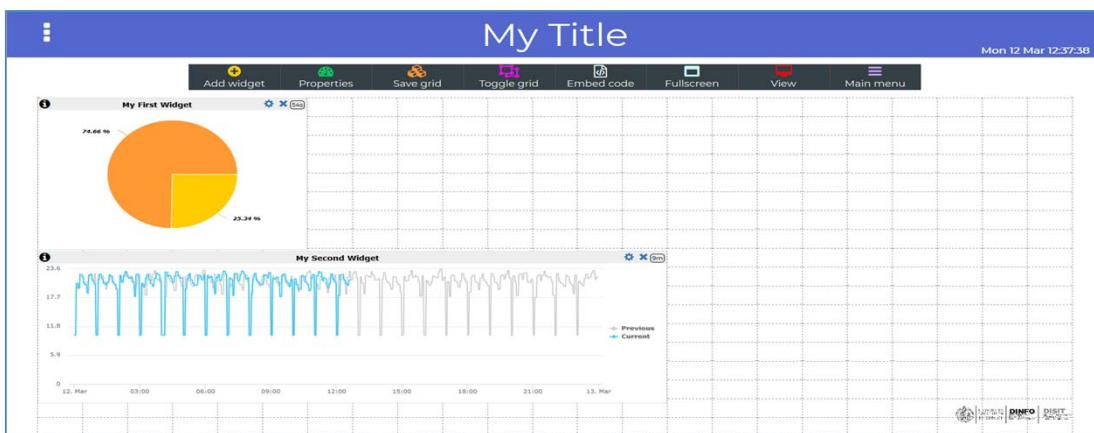 My Title
Mon 12 Mar 12:37:38
Add widget Properties Save grid Toggle grid Embed code Fullscreen View Main menu
My First Widget 54s
74.66 %
25.34 %
My Second Widget 9m
23.6
17.7
11.8
5.9
0
Previous
Current
12. Mar 03:00 06:00 09:00 12:00 15:00 18:00 21:00 13. Mar
DINFO DISIT